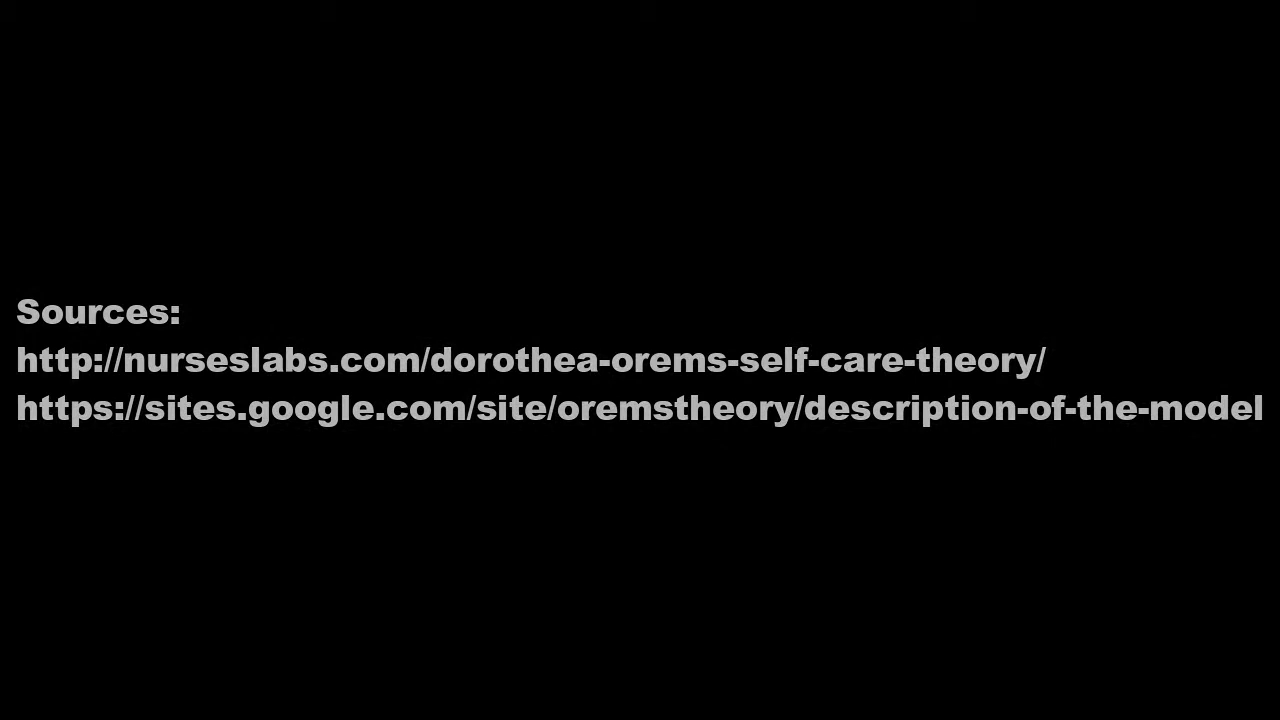 Sources:
http://nurseslabs.com/dorothea-orems-self-care-theory/
https://sites.google.com/site/oremstheory/description-of-the-model